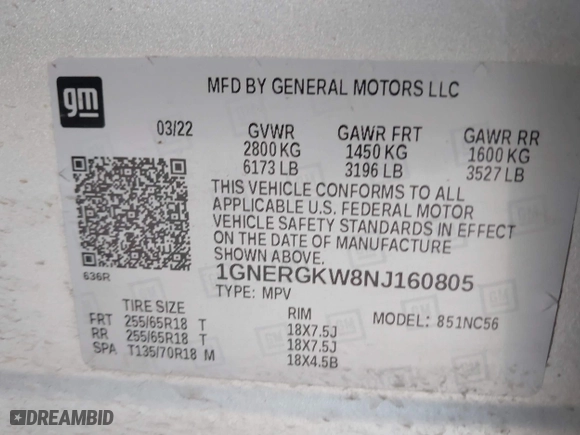 gm
MFD BY GENERAL MOTORS LLC
03/22 GVWR GAWR FRT GAWR RR
2800 KG 1450 KG 1600 KG
6173 LB 3196 LB 3527 LB
THIS VEHICLE CONFORMS TO ALL
APPLICABLE U.S. FEDERAL MOTOR
VEHICLE SAFETY STANDARDS IN EFFECT
ON THE DATE OF MANUFACTURE
SHOWN ABOVE.
636R
1GNERGKW8NJ160805
TYPE: MPV
TIRE SIZE RIM MODEL: 851NC56
FRT 255/65R18 T 18X7.5J
RR 255/65R18 T 18X7.5J
SPA T135/70R18 M 18X4.5B
DREAMBID